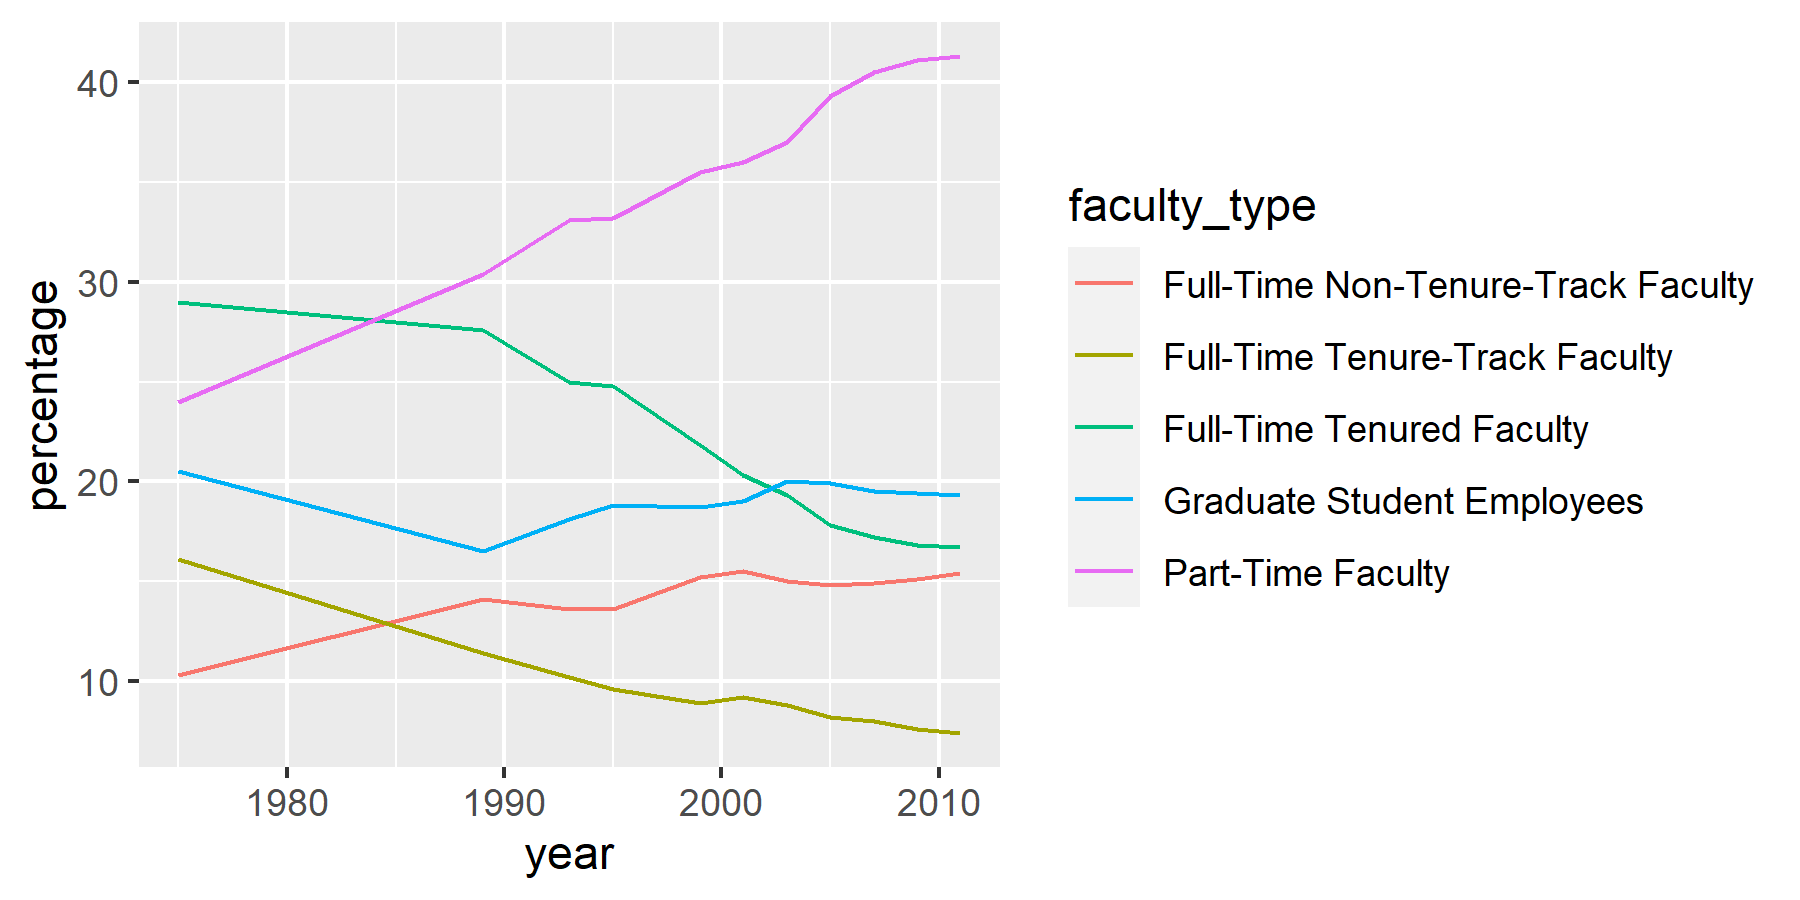 percentage
40
30
20
10
1980 1990 2000 2010
year
faculty_type
Full-Time Non-Tenure-Track Faculty
Full-Time Tenure-Track Faculty
Full-Time Tenured Faculty
Graduate Student Employees
Part-Time Faculty